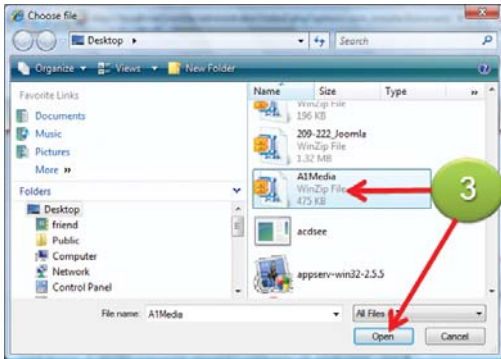 Choose file
Desktop
Search
Organize Views New Folder
Favorite Links
Documents
Music
Pictures
More »
Folders
Desktop
friend
Public
Computer
Network
Control Panel
Name Size Type »
WinZip File
196 KB
209-222_Joomla
WinZip File
1.32 MB
A1Media
WinZip File
475 KB
acdsee
appserv-win32-2.5.5
3
File name: A1Media
All Files
Open Cancel